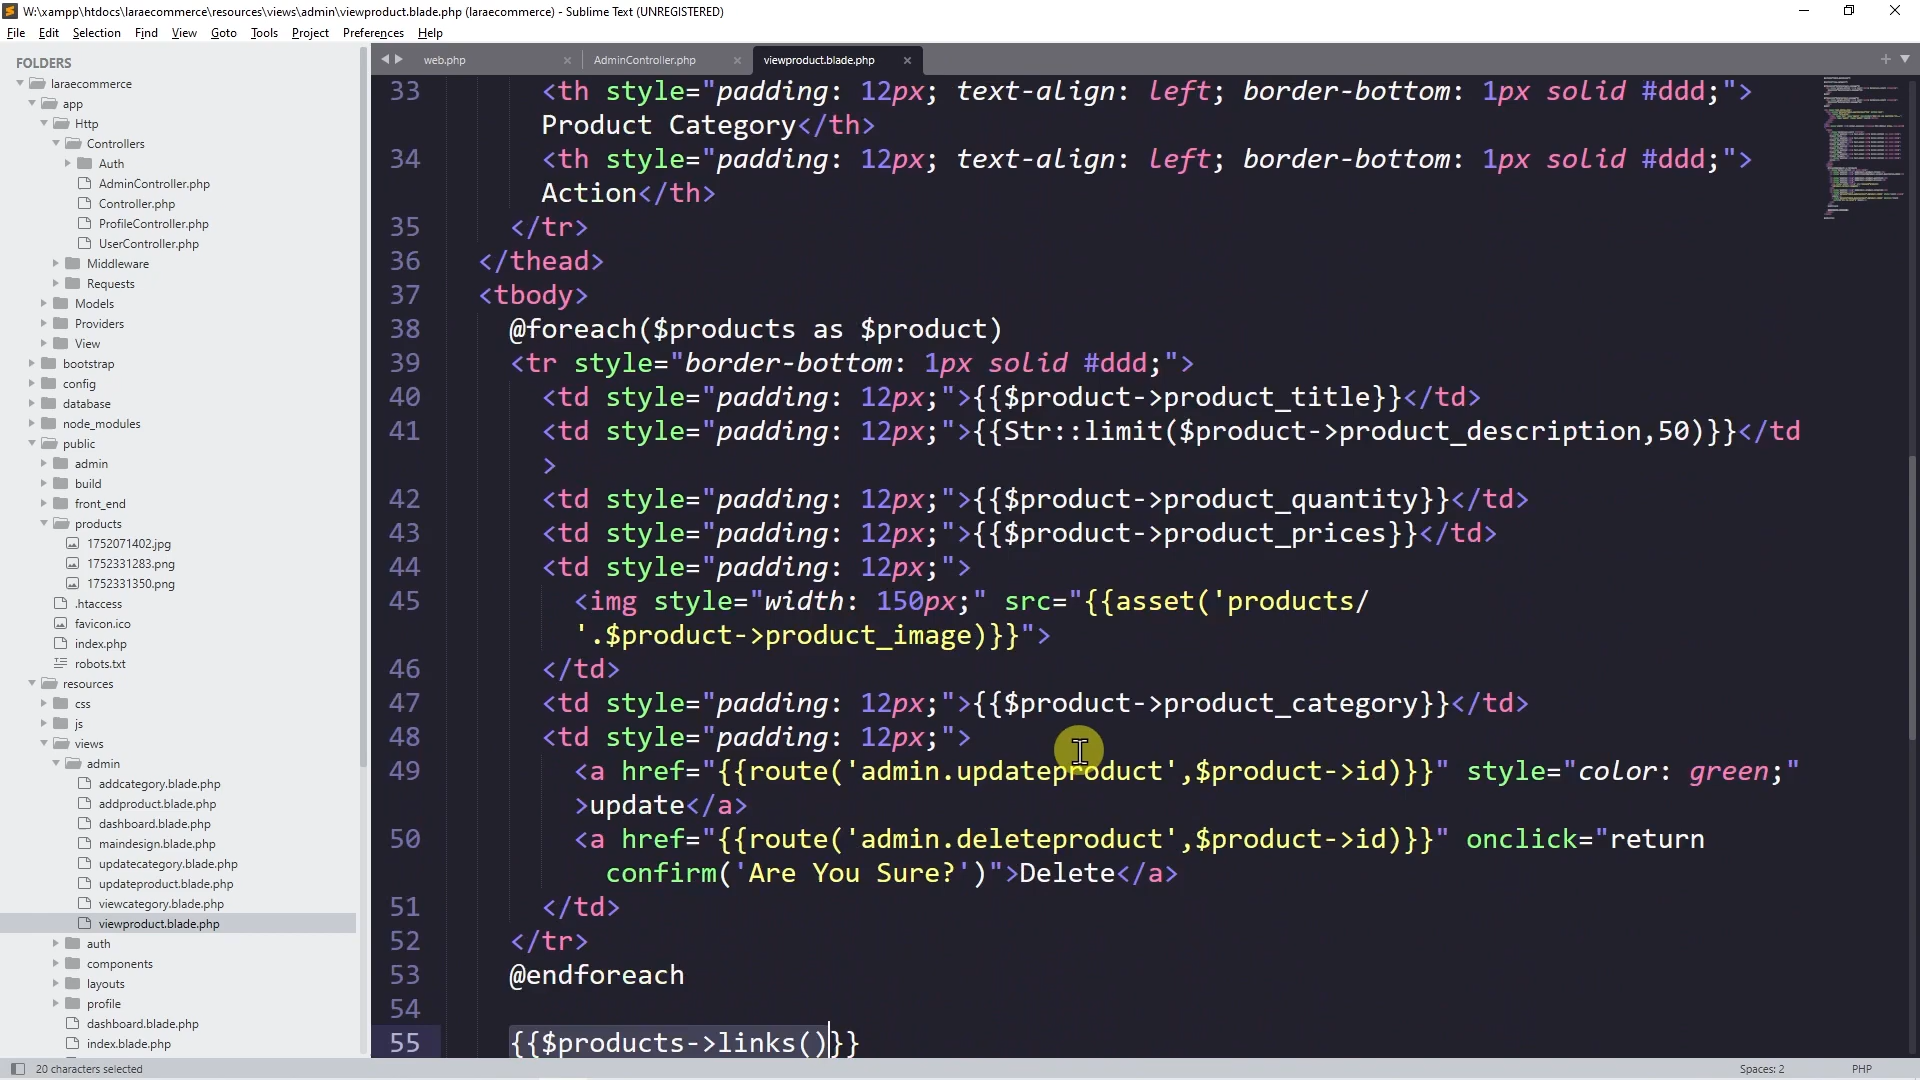 W:\xampp\htdocs\laraecommerce\resources\views\admin\viewproduct.blade.php (laraecommerce) - Sublime Text (UNREGISTERED)
File Edit Selection Find View Goto Tools Project Preferences Help
FOLDERS
laraecommerce
app
Http
Controllers
Auth
AdminController.php
Controller.php
ProfileController.php
UserController.php
Middleware
Requests
Models
Providers
View
bootstrap
config
database
node_modules
public
admin
build
front_end
products
1752071402.jpg
1752331283.png
1752331350.png
.htaccess
favicon.ico
index.php
robots.txt
resources
css
js
views
admin
addcategory.blade.php
addproduct.blade.php
dashboard.blade.php
maindesign.blade.php
updatecategory.blade.php
updateproduct.blade.php
viewcategory.blade.php
viewproduct.blade.php
auth
components
layouts
profile
dashboard.blade.php
index.blade.php
web.php AdminController.php viewproduct.blade.php
33 <th style="padding: 12px; text-align: left; border-bottom: 1px solid #ddd;">
Product Category</th>
34 <th style="padding: 12px; text-align: left; border-bottom: 1px solid #ddd;">
Action</th>
35 </tr>
36 </thead>
37 <tbody>
38 @foreach($products as $product)
39 <tr style="border-bottom: 1px solid #ddd;">
40 <td style="padding: 12px;">{{$product->product_title}}</td>
41 <td style="padding: 12px;">{{Str::limit($product->product_description,50)}}</td
>
42 <td style="padding: 12px;">{{$product->product_quantity}}</td>
43 <td style="padding: 12px;">{{$product->product_prices}}</td>
44 <td style="padding: 12px;">
45 <img style="width: 150px;" src="{{asset('products/
'.$product->product_image)}}">
46 </td>
47 <td style="padding: 12px;">{{$product->product_category}}</td>
48 <td style="padding: 12px;">
49 <a href="{{route('admin.updateproduct',$product->id)}}" style="color: green;"
>update</a>
50 <a href="{{route('admin.deleteproduct',$product->id)}}" onclick="return
confirm('Are You Sure?')">Delete</a>
51 </td>
52 </tr>
53 @endforeach
54
55 {{$products->links()}}
20 characters selected
Spaces: 2 PHP